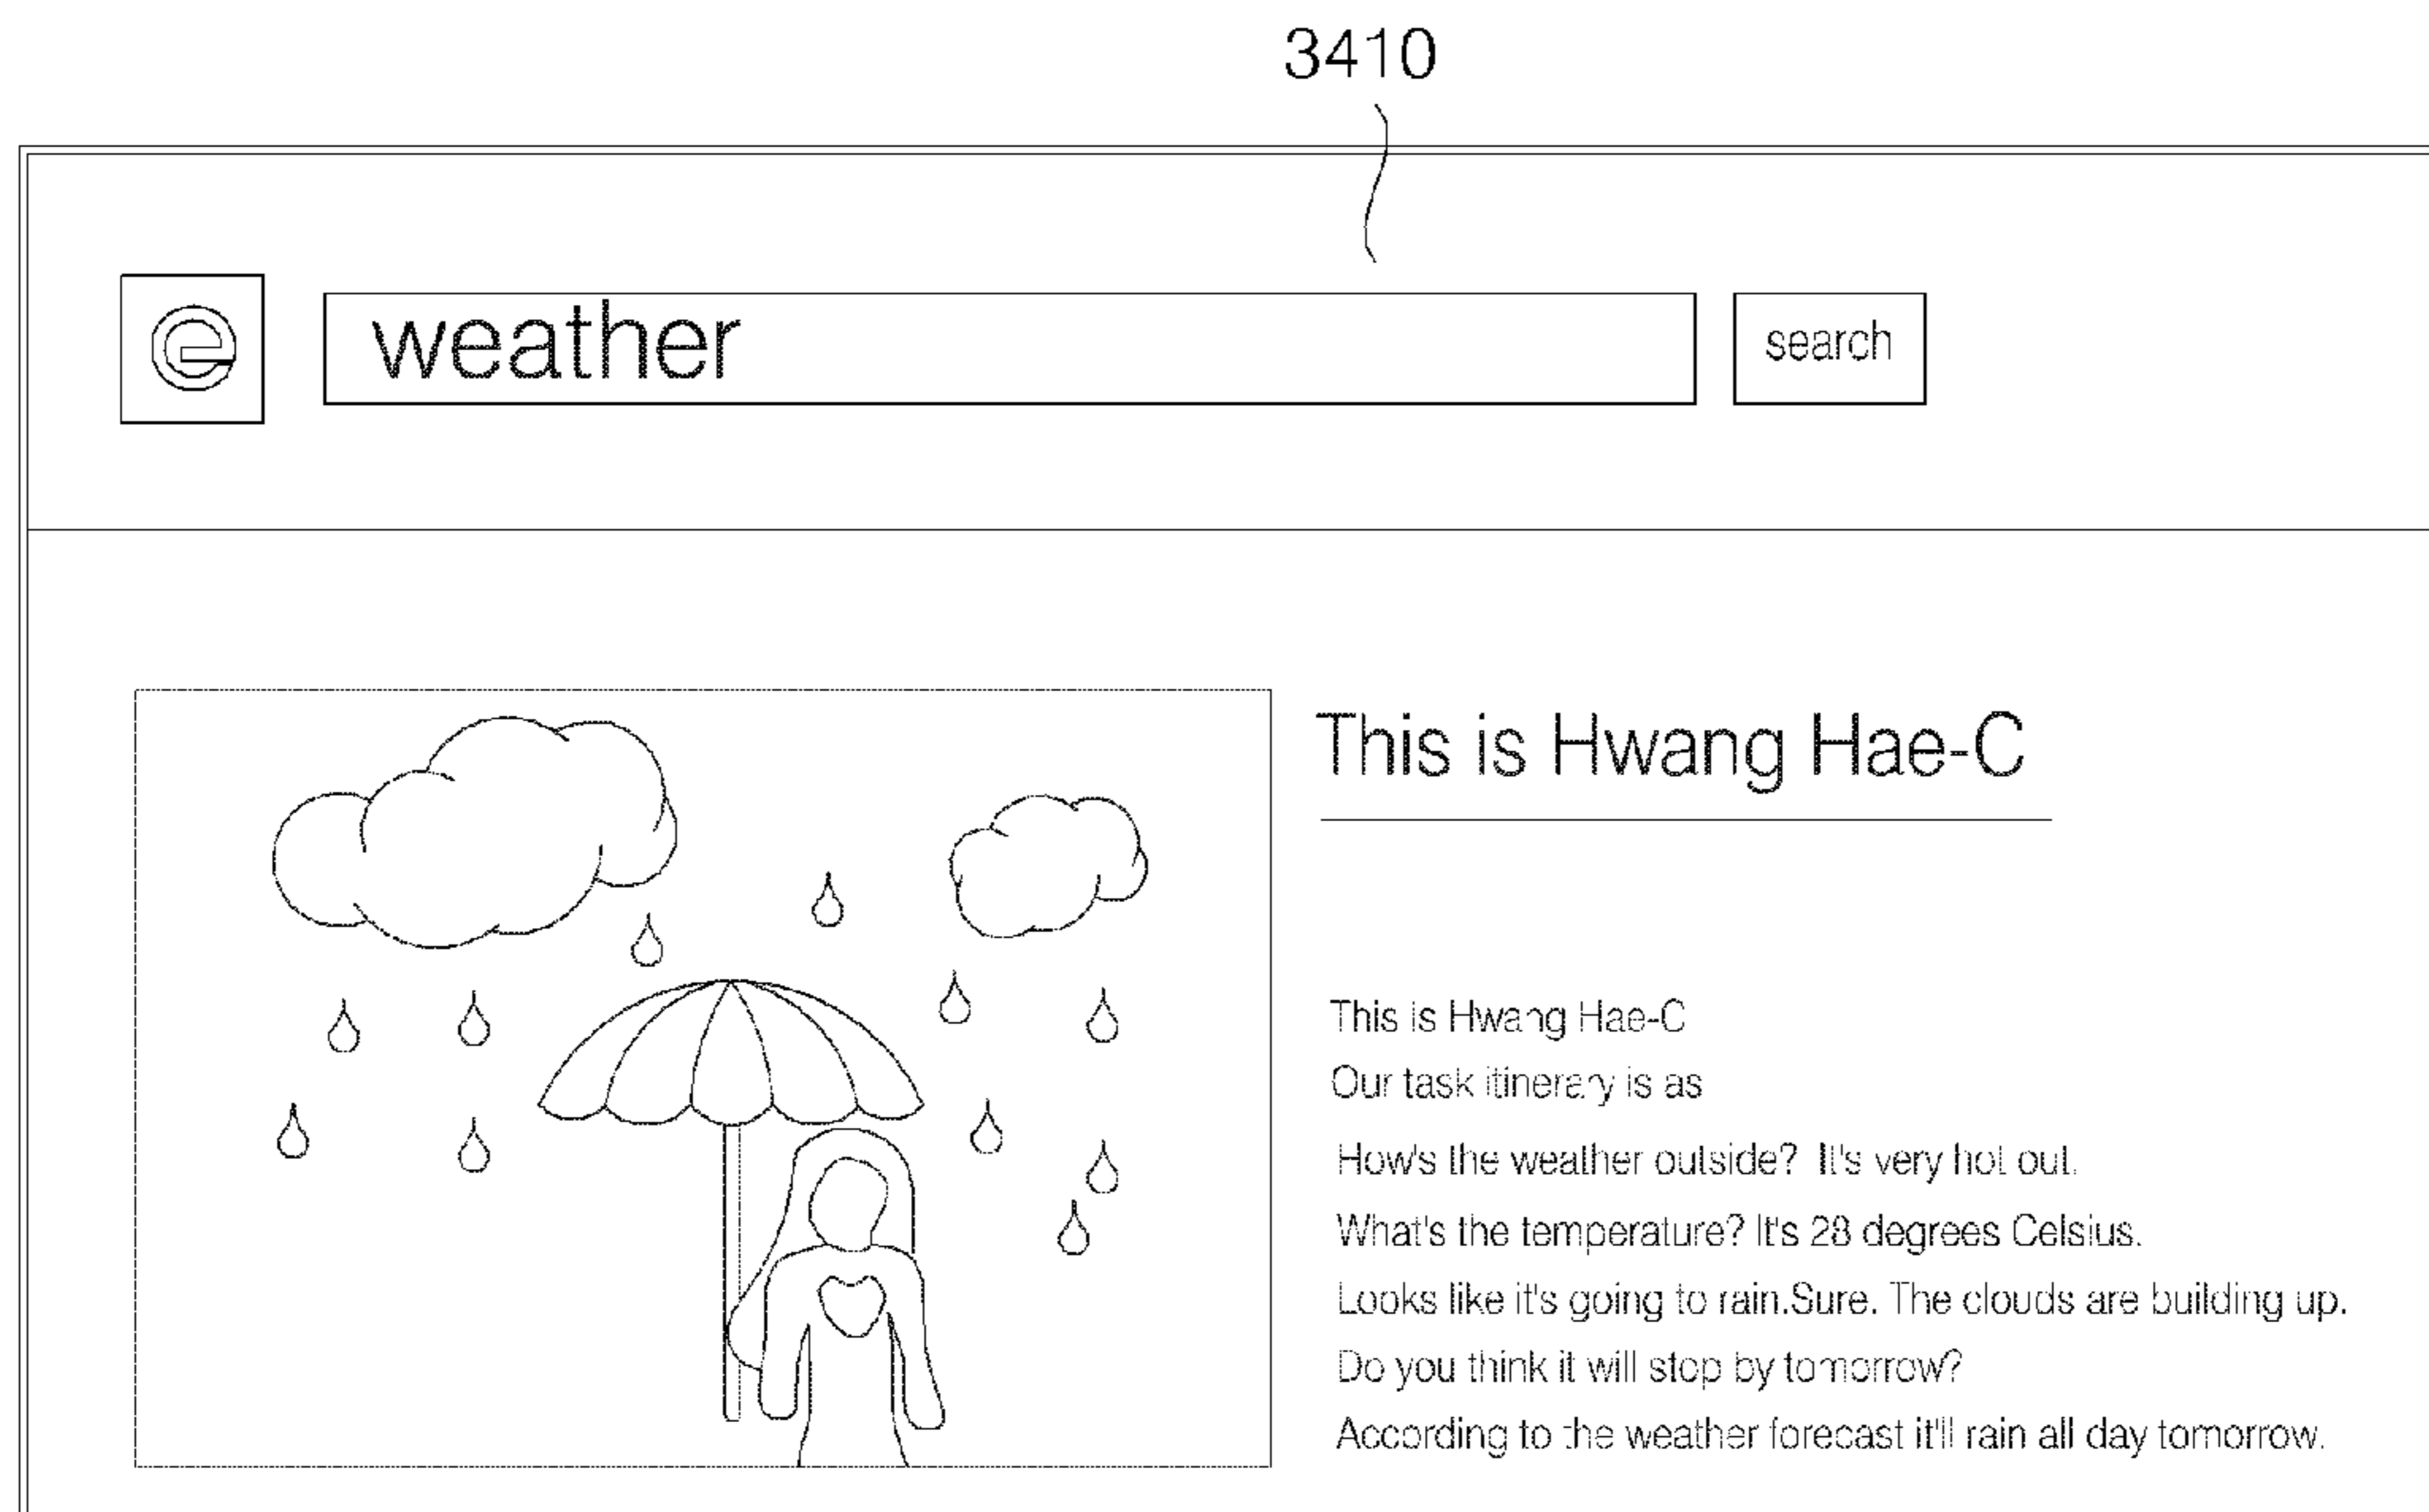 3410
e
weather
search
This is Hwang Hae-C
This is Hwang Hae-C
Our task itinerary is as
How's the weather outside? It's very hot out.
What's the temperature? It's 28 degrees Celsius.
Looks like it's going to rain.Sure. The clouds are building up.
Do you think it will stop by tomorrow?
According to the weather forecast it'll rain all day tomorrow.